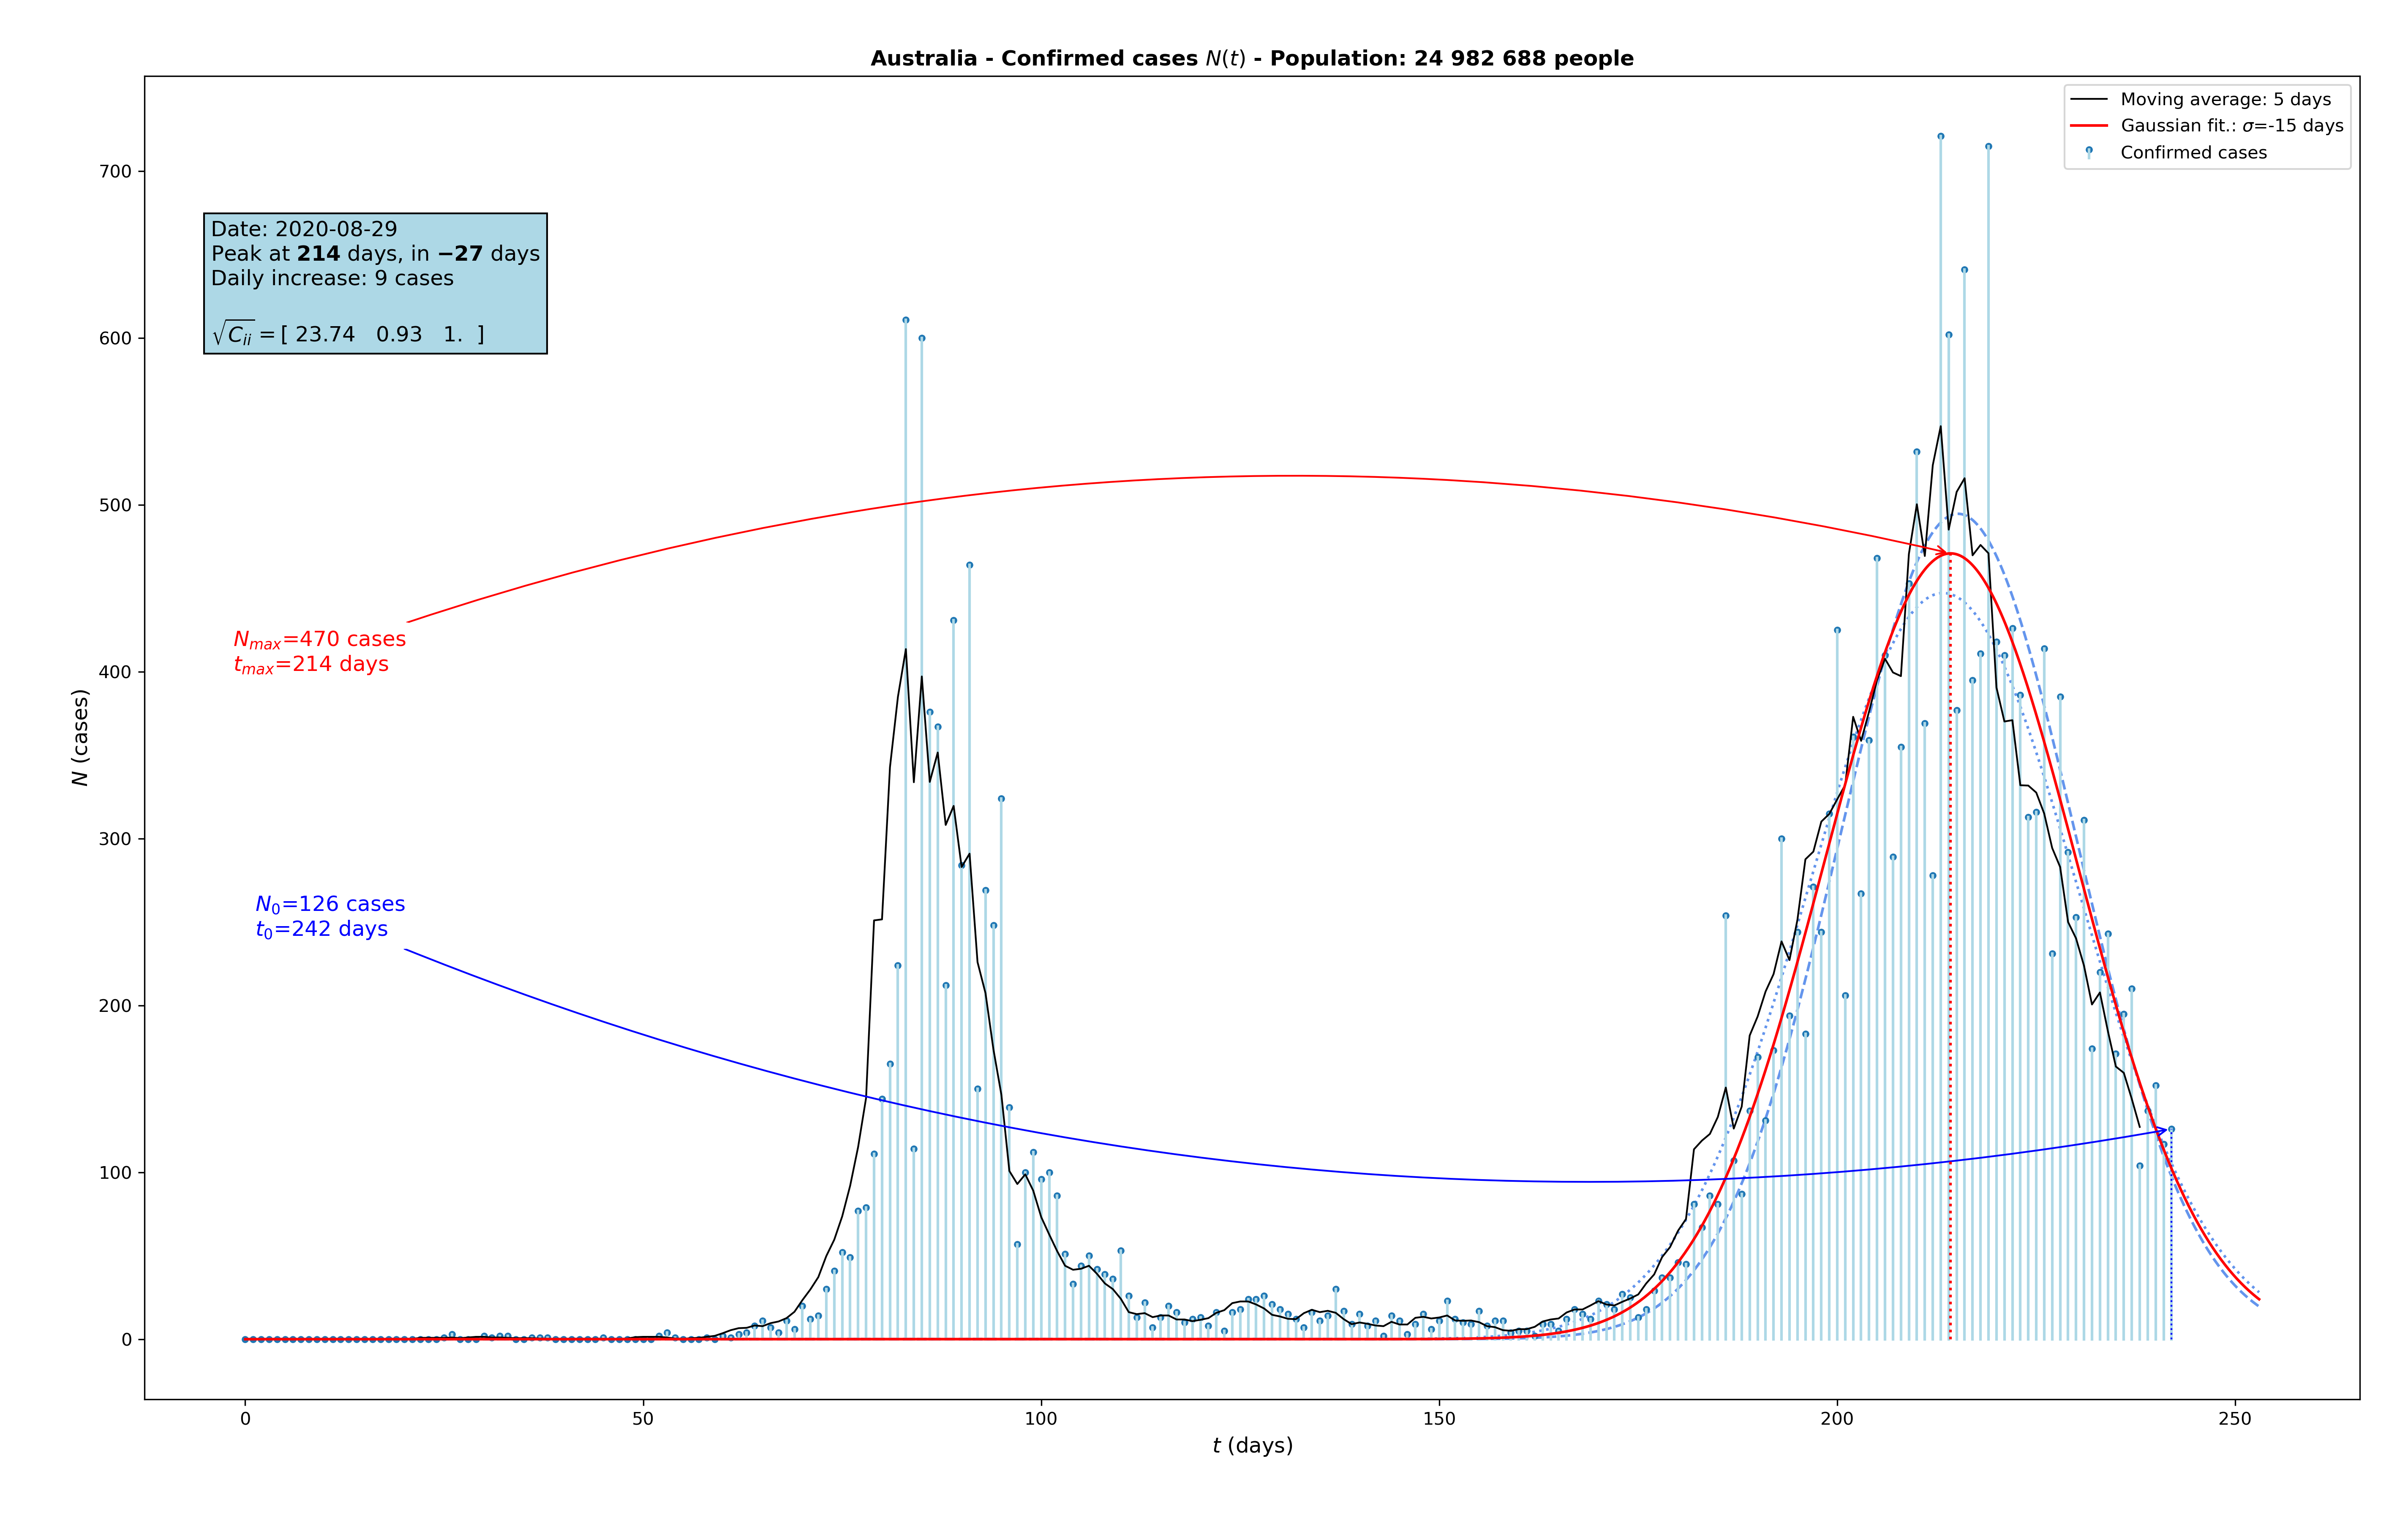 Australia - Confirmed cases N(t) - Population: 24 982 688 people
Moving average: 5 days
Gaussian fit.: σ=-15 days
Confirmed cases
Date: 2020-08-29
Peak at 214 days, in −27 days
Daily increase: 9 cases
√C_ii = [ 23.74 0.93 1. ]
N_max=470 cases
t_max=214 days
N_0=126 cases
t_0=242 days
N (cases)
700
600
500
400
300
200
100
0
0 50 100 150 200 250
t (days)